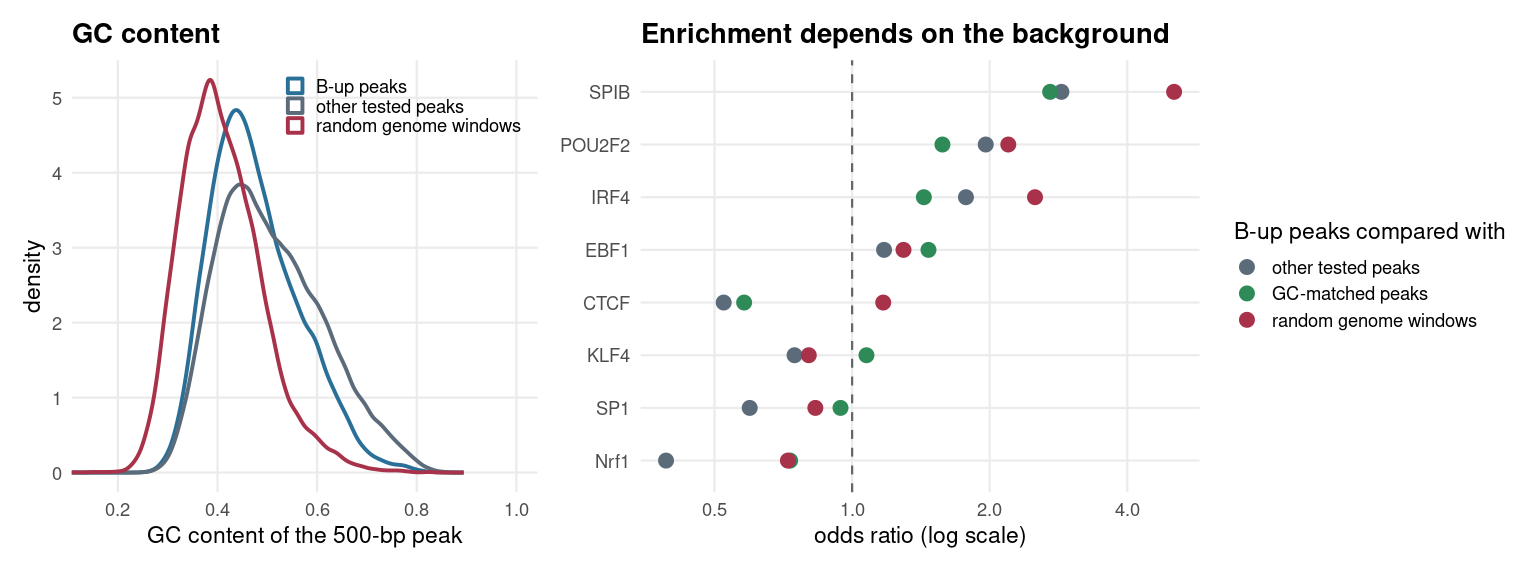 GC content
5
4
3
2
1
0
density
B-up peaks
other tested peaks
random genome windows
0.2
0.4
0.6
0.8
1.0
GC content of the 500-bp peak
Enrichment depends on the background
SPIB
POU2F2
IRF4
EBF1
CTCF
KLF4
SP1
Nrf1
0.5
1.0
2.0
4.0
odds ratio (log scale)
B-up peaks compared with
other tested peaks
GC-matched peaks
random genome windows